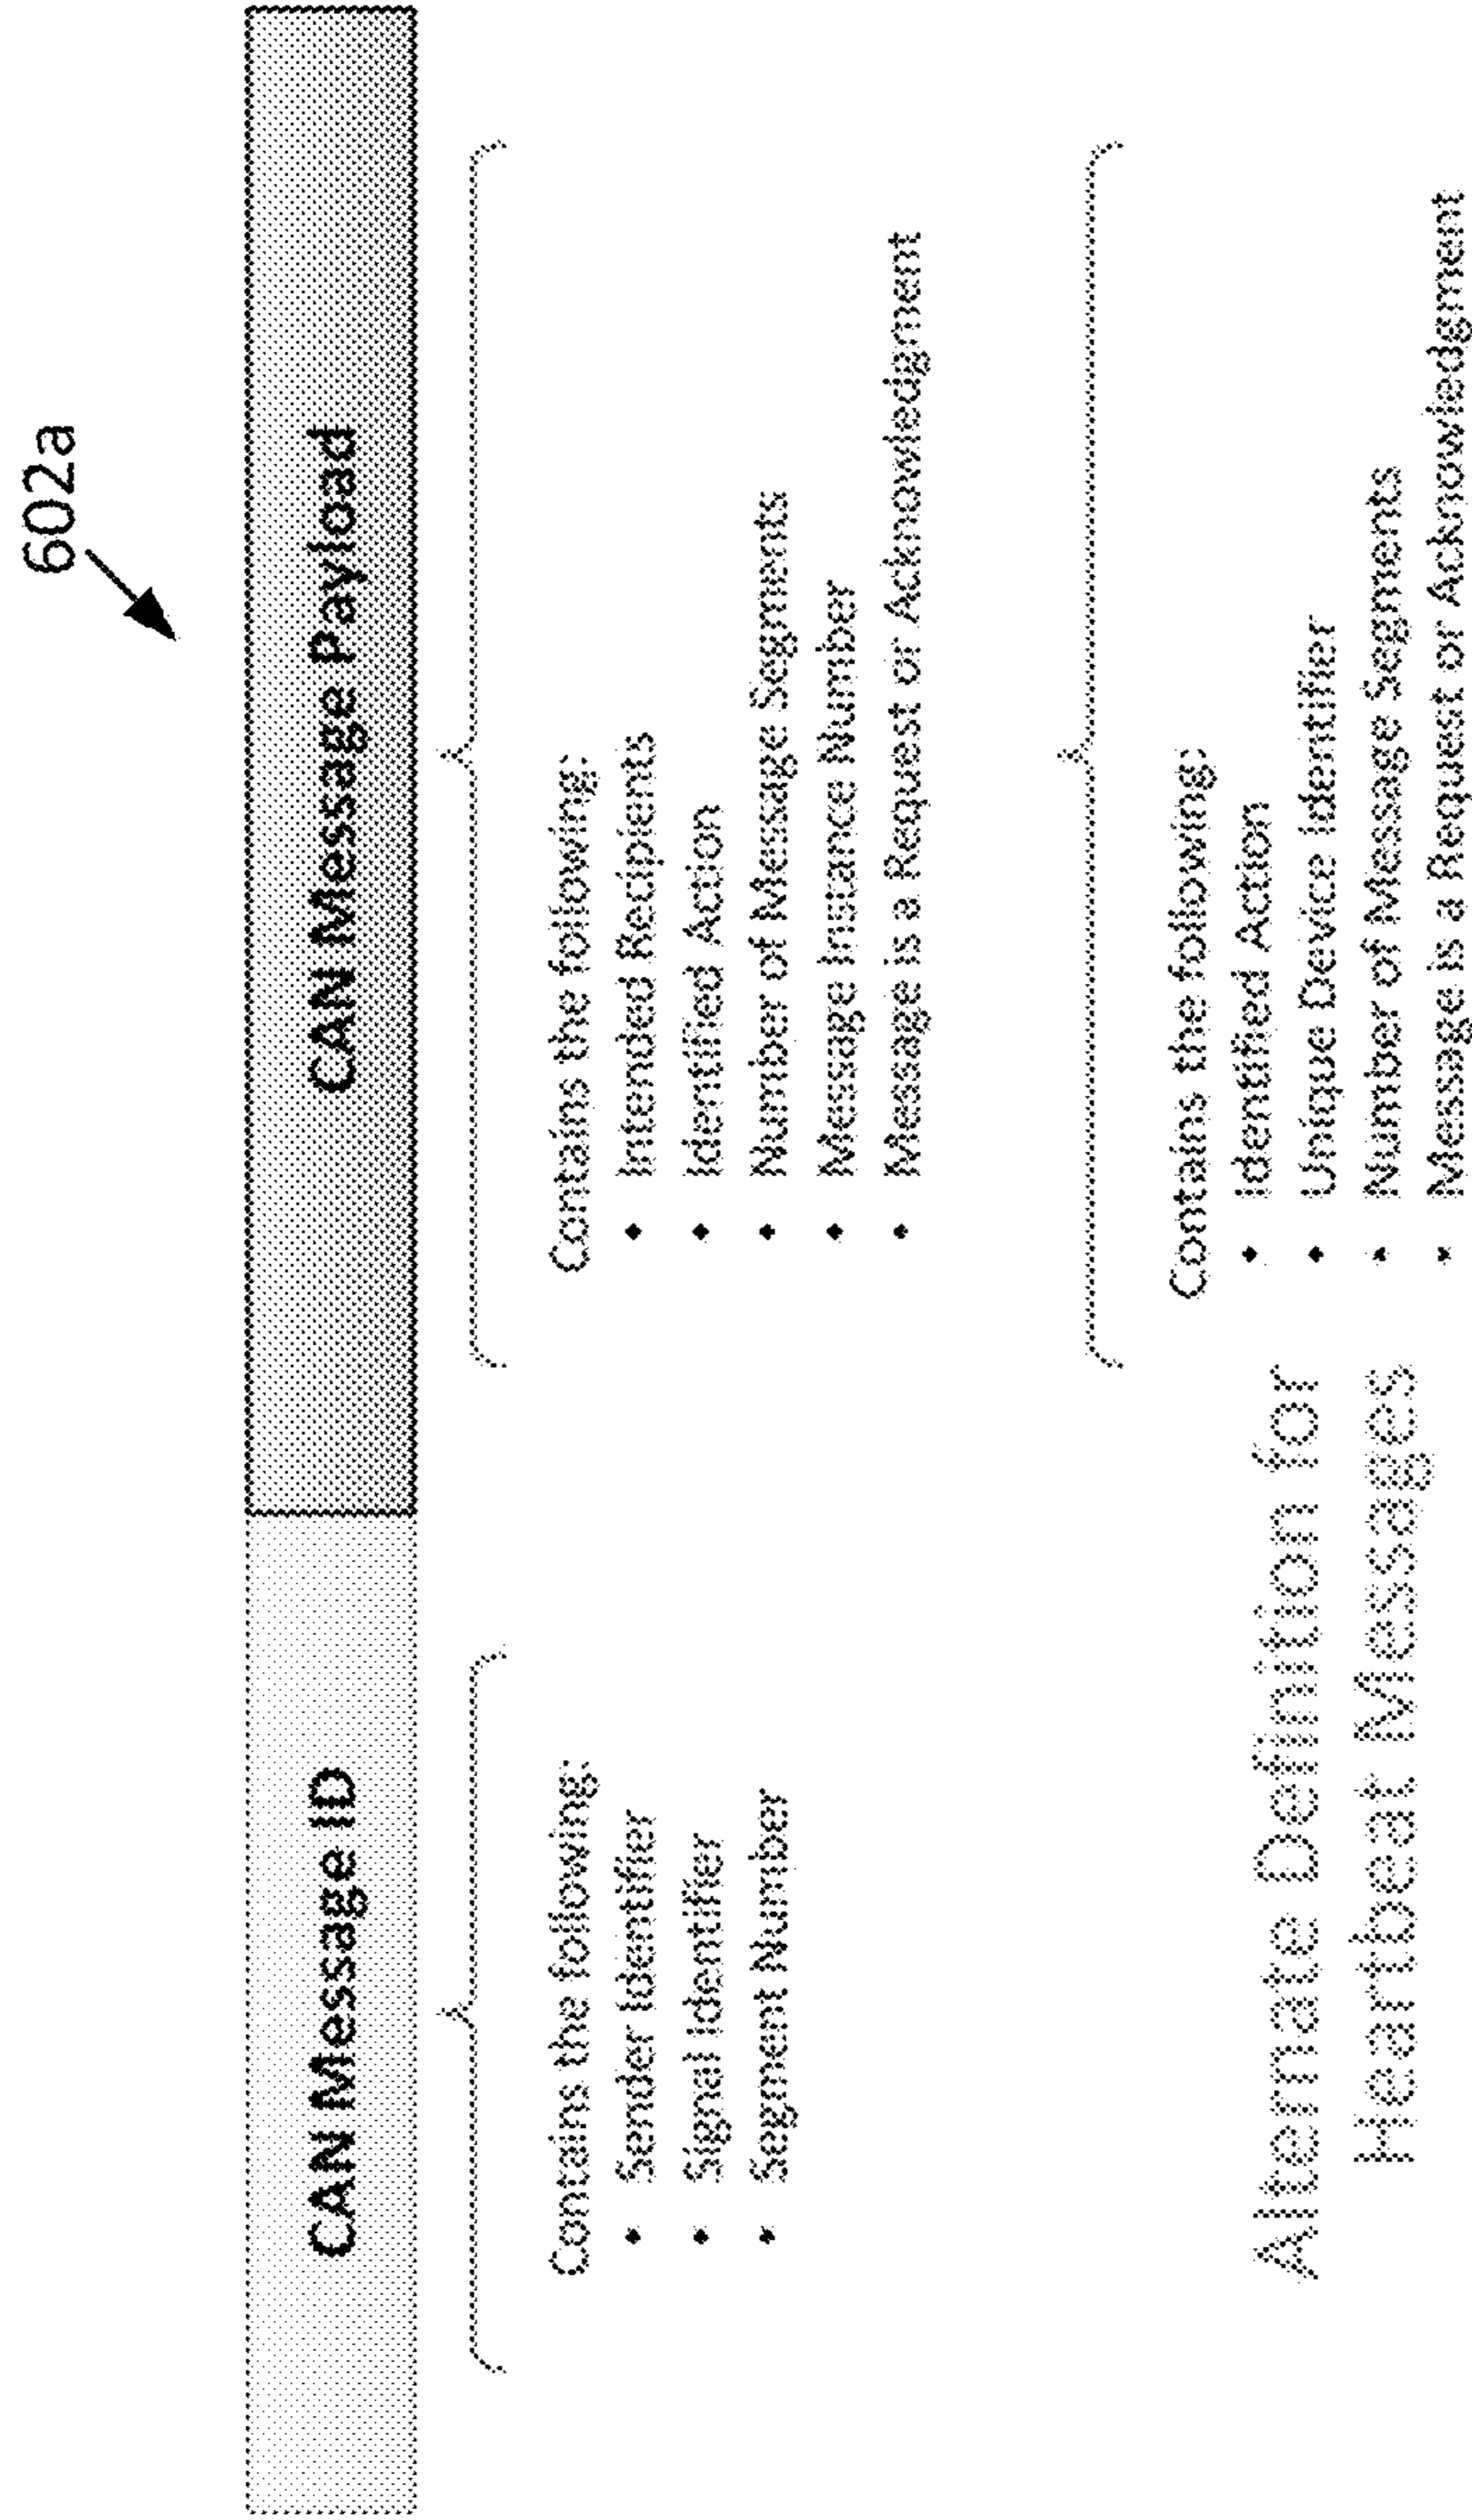 602a
CAN Message ID
CAN Message Payload
Contains the following:
• Sender Identifier
• Signal Identifier
• Segment Number
Contains the following:
• Intended Recipients
• Identified Action
• Number of Message Segments
• Message Instance Number
• Message is a Request or Acknowledgment
Alternate Definition for
Heartbeat Messages
Contains the following:
• Identified Action
• Unique Device Identifier
• Number of Message Segments
• Message is a Request or Acknowledgment